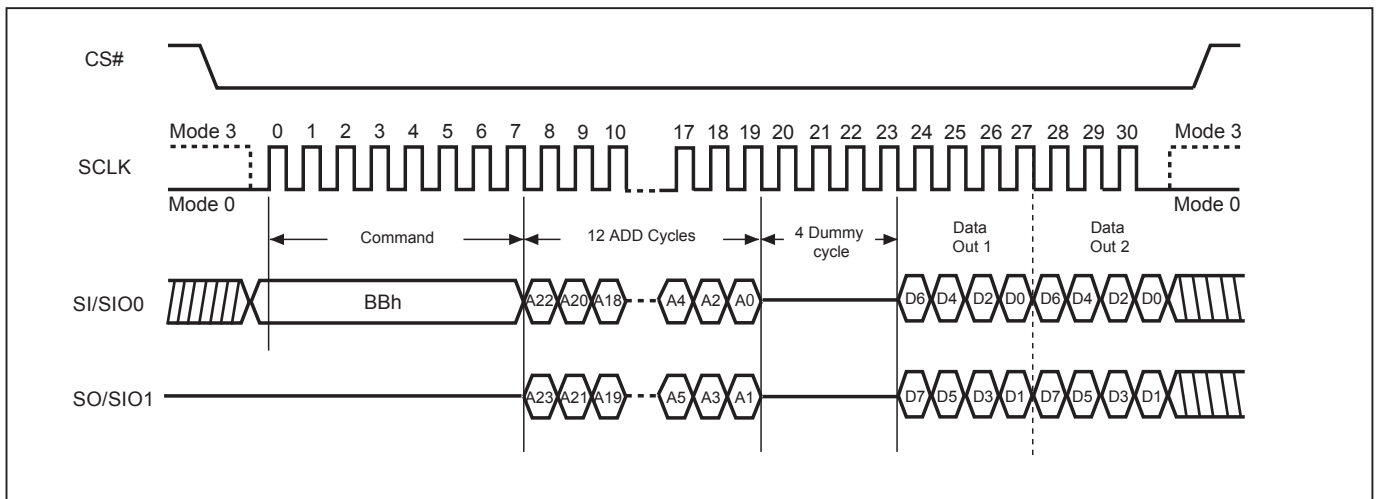 CS#
Mode 3 0 1 2 3 4 5 6 7 8 9 10 17 18 19 20 21 22 23 24 25 26 27 28 29 30 Mode 3
SCLK
Mode 0 Mode 0
Command 12 ADD Cycles 4 Dummy cycle Data Out 1 Data Out 2
SI/SIO0 BBh A22 A20 A18 A4 A2 A0 D6 D4 D2 D0 D6 D4 D2 D0
SO/SIO1 A23 A21 A19 A5 A3 A1 D7 D5 D3 D1 D7 D5 D3 D1